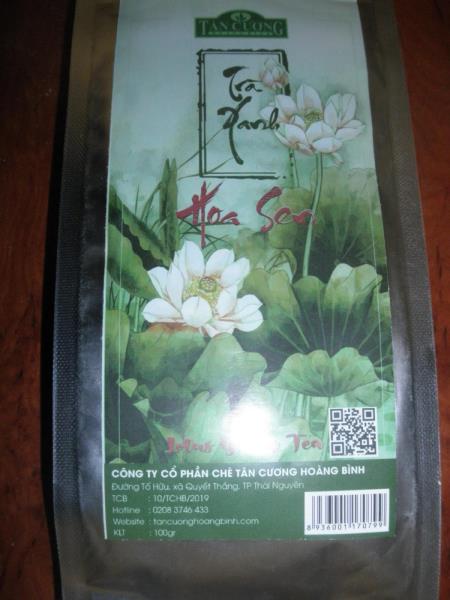 TÂN CƯƠNG
Trà
Xanh
Hoa Sen
Lotus Tea
CÔNG TY CỔ PHẦN CHÈ TÂN CƯƠNG HOÀNG BÌNH
Đường Tố Hữu, xã Quyết Thắng, TP Thái Nguyên
TCB : 10/TCHB/2019
Hotline : 0208 3746 433
Website : tancuonghoangbinh.com
KLT : 100gr
8936001170799